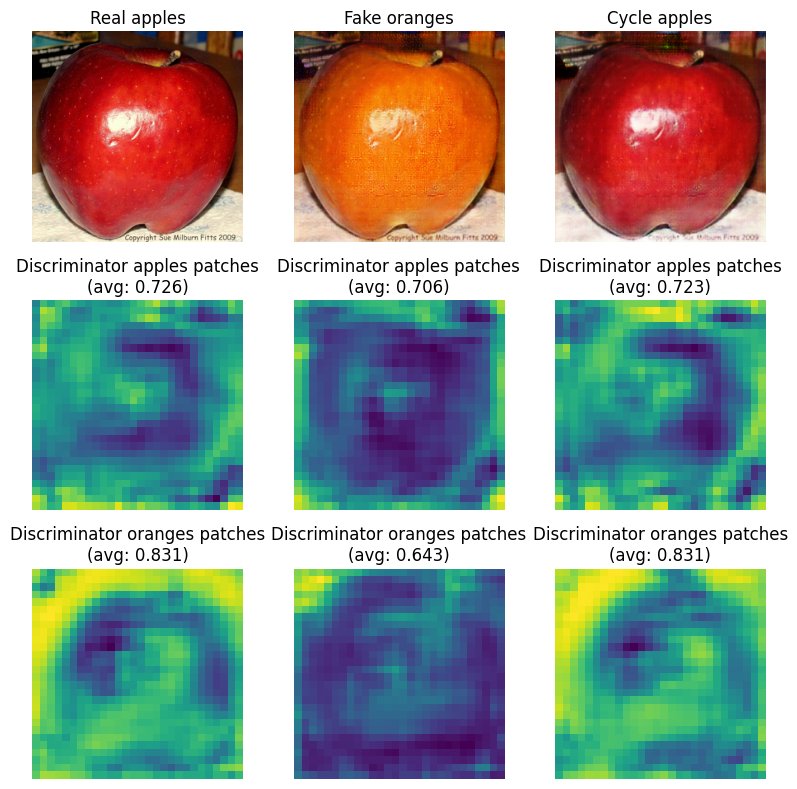 Real apples
Fake oranges
Cycle apples
Copyright Sue Milburn Fitts 2009
Copyright Sue Milburn Fitts 2009
Copyright Sue Milburn Fitts 2009
Discriminator apples patches
(avg: 0.726)
Discriminator apples patches
(avg: 0.706)
Discriminator apples patches
(avg: 0.723)
Discriminator oranges patches
(avg: 0.831)
Discriminator oranges patches
(avg: 0.643)
Discriminator oranges patches
(avg: 0.831)